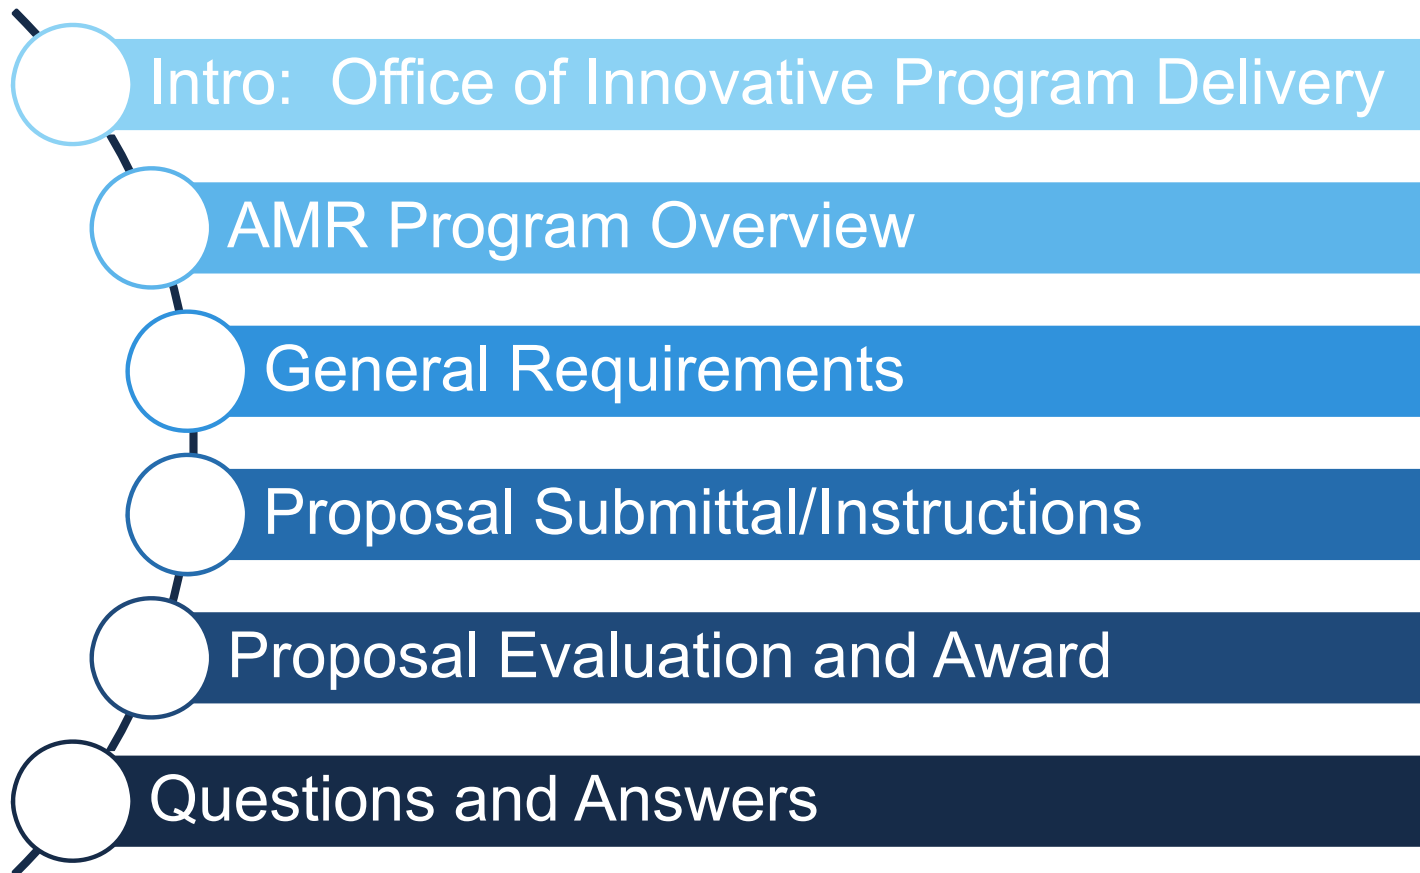 Intro:  Office of Innovative Program Delivery
AMR Program Overview
General Requirements
Proposal Submittal/Instructions
Proposal Evaluation and Award
Questions and Answers